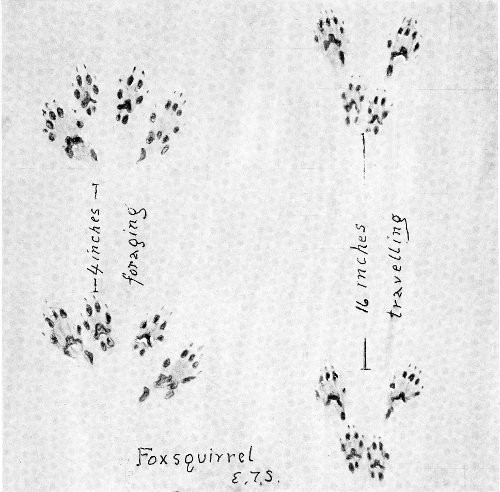 4 inches
foraging
16 inches
travelling
Foxsquirrel
E.T.S.